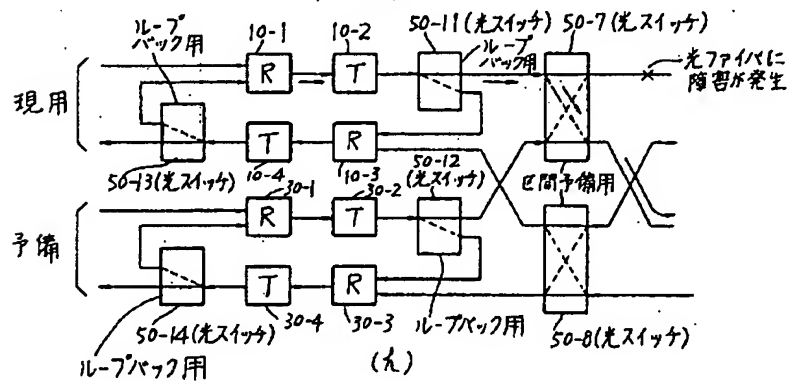 50-11(光スイッチ)
50-7(光スイッチ)
ループ
バック用
10-1
10-2
ループ
バック用
光ファイバに
障害が発生
R
T
現用
T
R
50-13(光スイッチ)
10-4
10-3
50-12
(光スイッチ)
区間予備用
30-1
30-2
R
T
予備
T
R
50-14(光スイッチ)
30-4
30-3
ループバック用
50-8(光スイッチ)
ループバック用